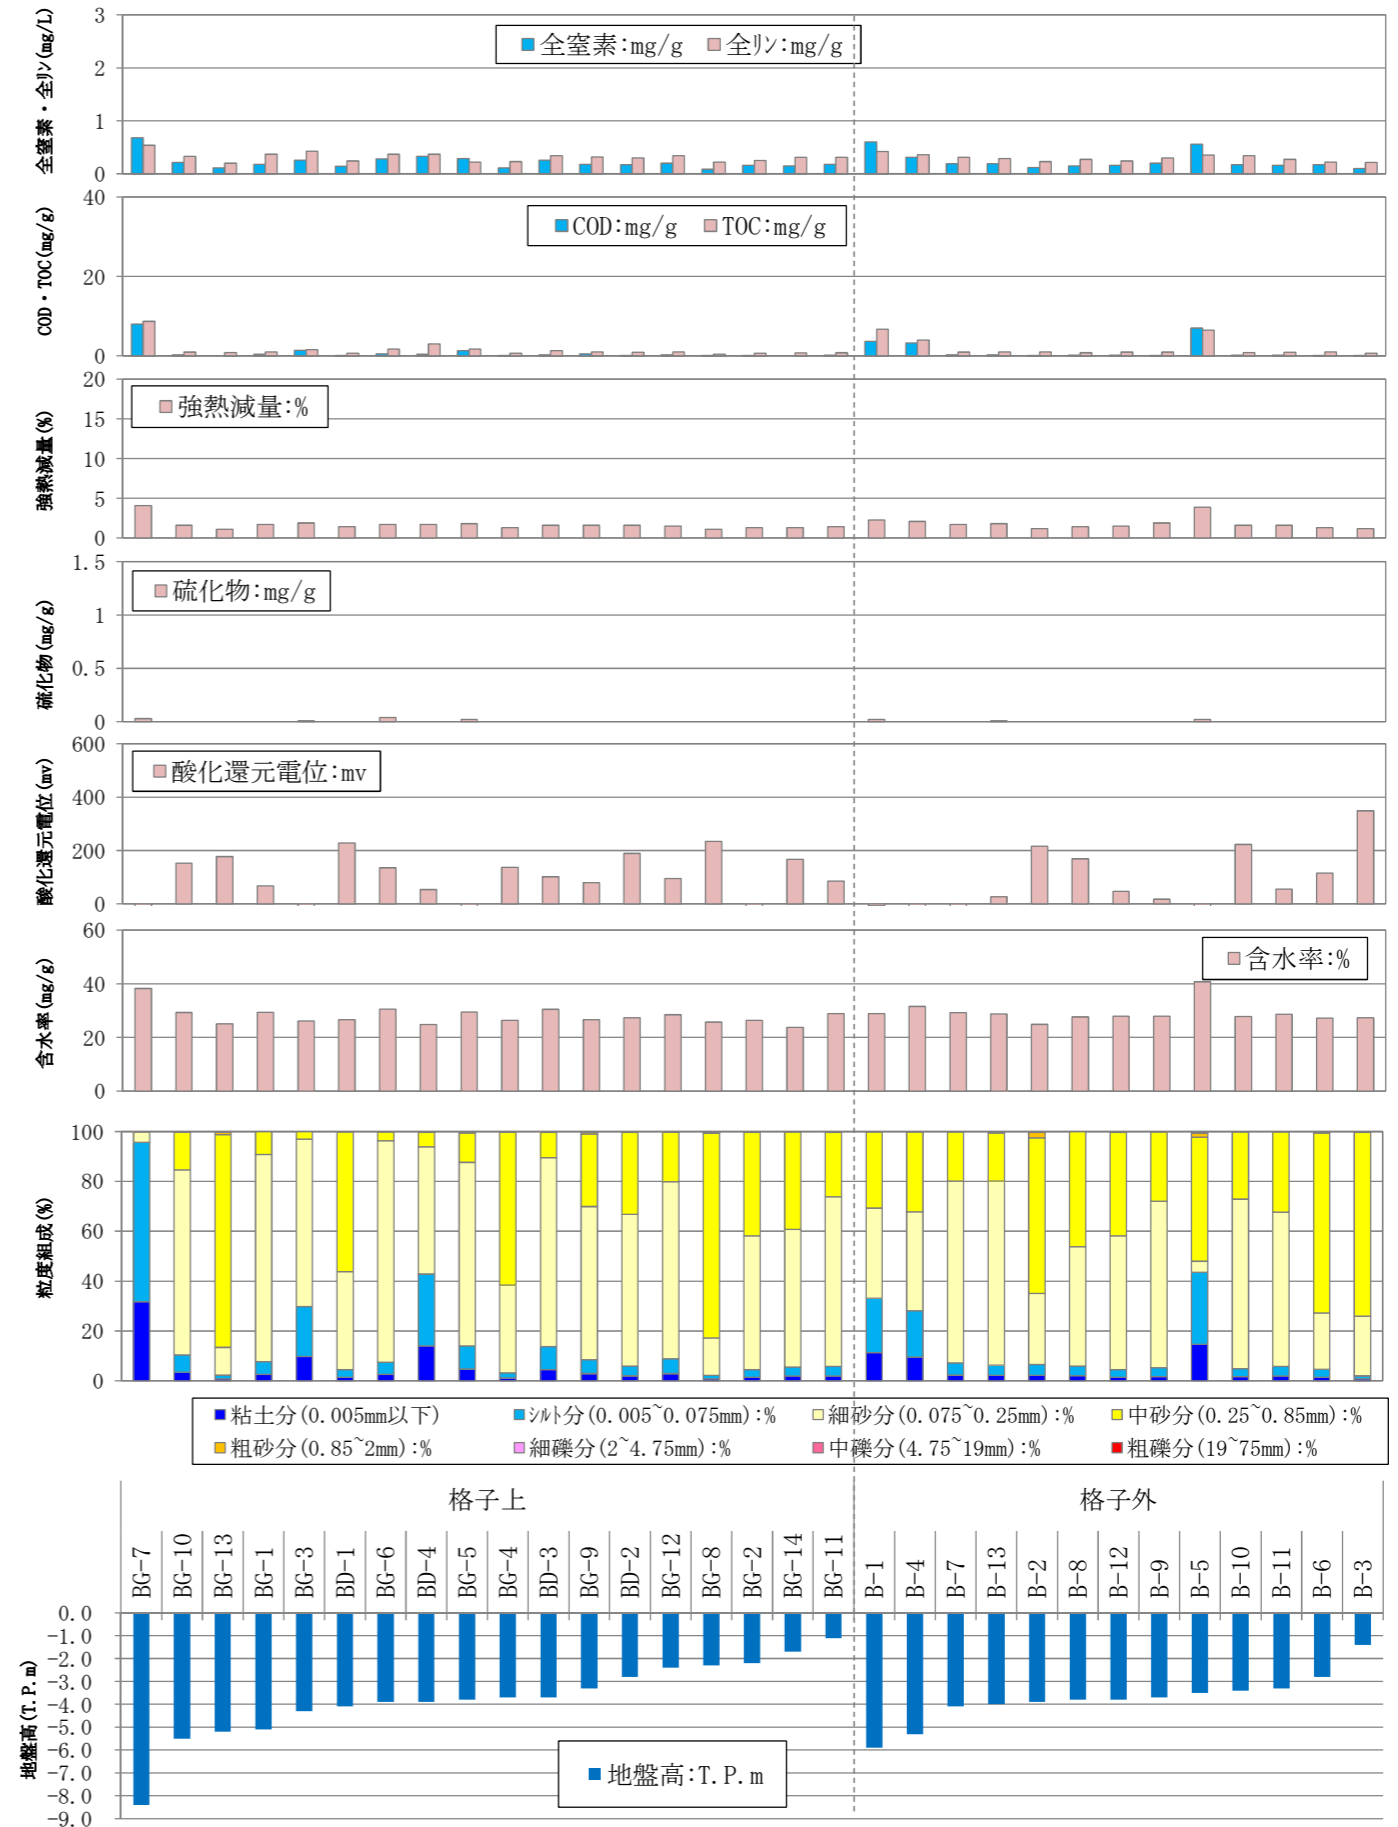 全窒素・全リン(mg/L)
3
2
1
0
全窒素:mg/g 全リン:mg/g
COD・TOC(mg/g)
40
20
0
COD:mg/g TOC:mg/g
強熱減量(%)
20
15
10
5
0
強熱減量:%
硫化物(mg/g)
1.5
1
0.5
0
硫化物:mg/g
酸化還元電位(mv)
600
400
200
0
酸化還元電位:mv
含水率(mg/g)
60
40
20
0
含水率:%
粒度組成(%)
100
80
60
40
20
0
粘土分(0.005mm以下) シルト分(0.005~0.075mm):% 細砂分(0.075~0.25mm):% 中砂分(0.25~0.85mm):%
粗砂分(0.85~2mm):% 細礫分(2~4.75mm):% 中礫分(4.75~19mm):% 粗礫分(19~75mm):%
格子上 格子外
BG-7 BG-10 BG-13 BG-1 BG-3 BD-1 BG-6 BD-4 BG-5 BG-4 BD-3 BG-9 BD-2 BG-12 BG-8 BG-2 BG-14 BG-11 B-1 B-4 B-7 B-13 B-2 B-8 B-12 B-9 B-5 B-10 B-11 B-6 B-3
地盤高(T.P.m)
0.0
-1.0
-2.0
-3.0
-4.0
-5.0
-6.0
-7.0
-8.0
-9.0
地盤高:T.P.m